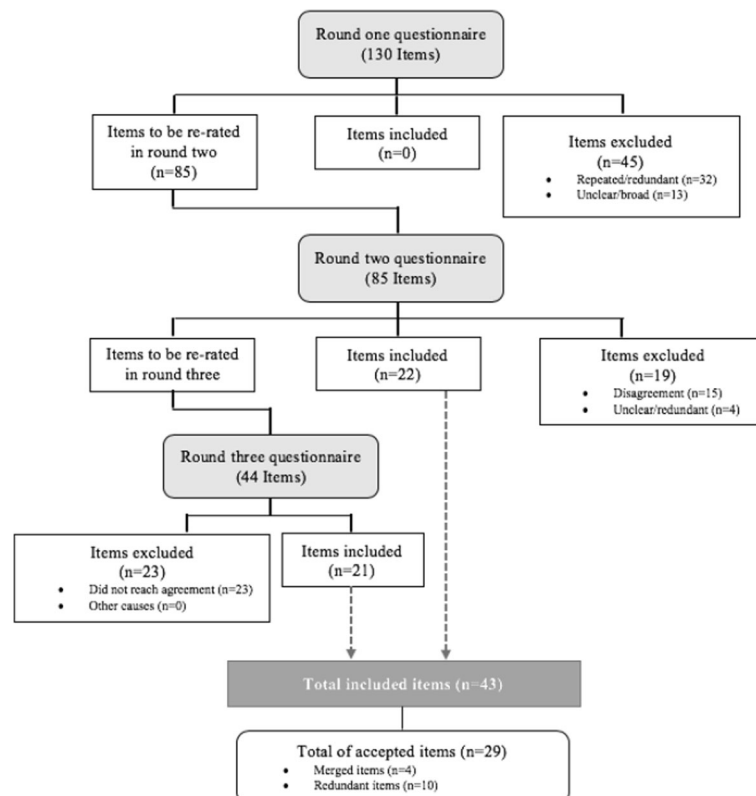 Round one questionnaire
(130 Items)
Items to be re-rated
in round two
(n=85)
Items included
(n=0)
Items excluded
(n=45)
• Repeated/redundant (n=32)
• Unclear/broad (n=13)
Round two questionnaire
(85 Items)
Items to be re-rated
in round three
Items included
(n=22)
Items excluded
(n=19)
• Disagreement (n=15)
• Unclear/redundant (n=4)
Round three questionnaire
(44 Items)
Items excluded
(n=23)
• Did not reach agreement (n=23)
• Other causes (n=0)
Items included
(n=21)
Total included items (n=43)
Total of accepted items (n=29)
• Merged items (n=4)
• Redundant items (n=10)